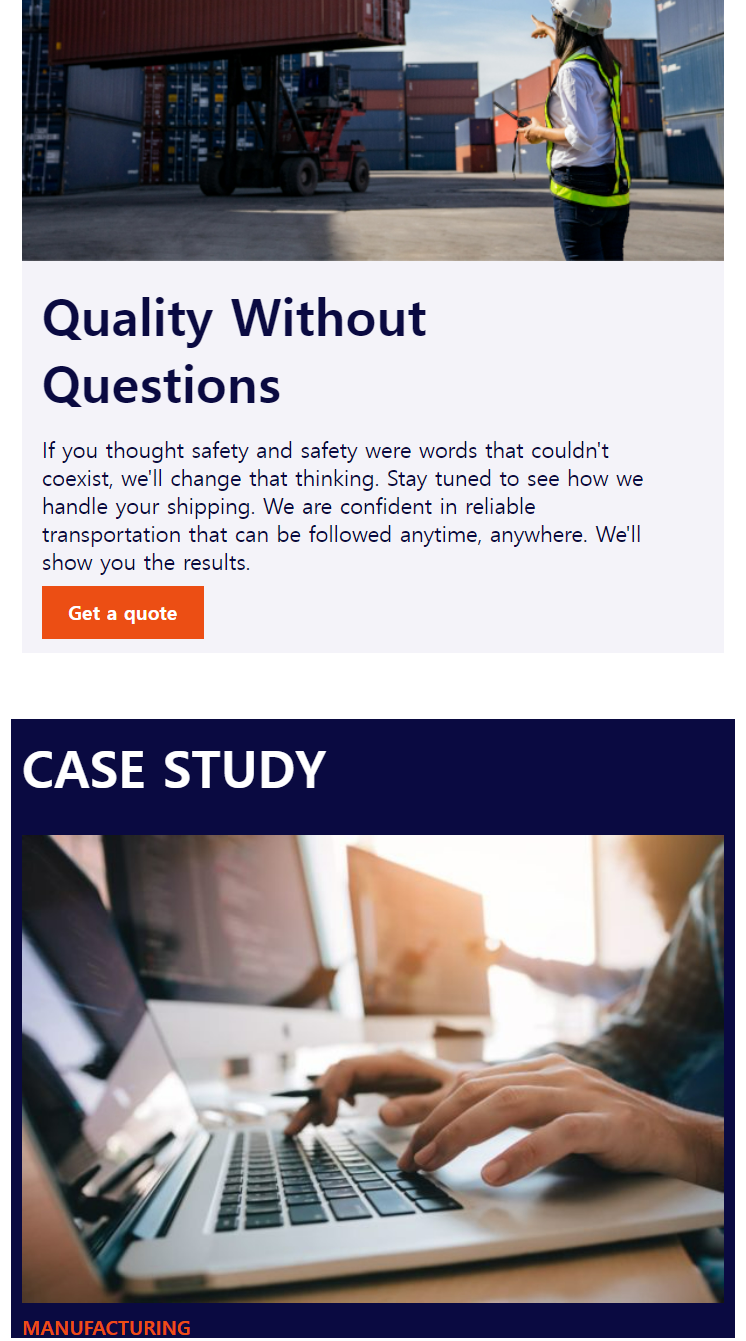 Quality Without
Questions
If you thought safety and safety were words that couldn't
coexist, we'll change that thinking. Stay tuned to see how we
handle your shipping. We are confident in reliable
transportation that can be followed anytime, anywhere. We'll
show you the results.
Get a quote
CASE STUDY
MANUFACTURING